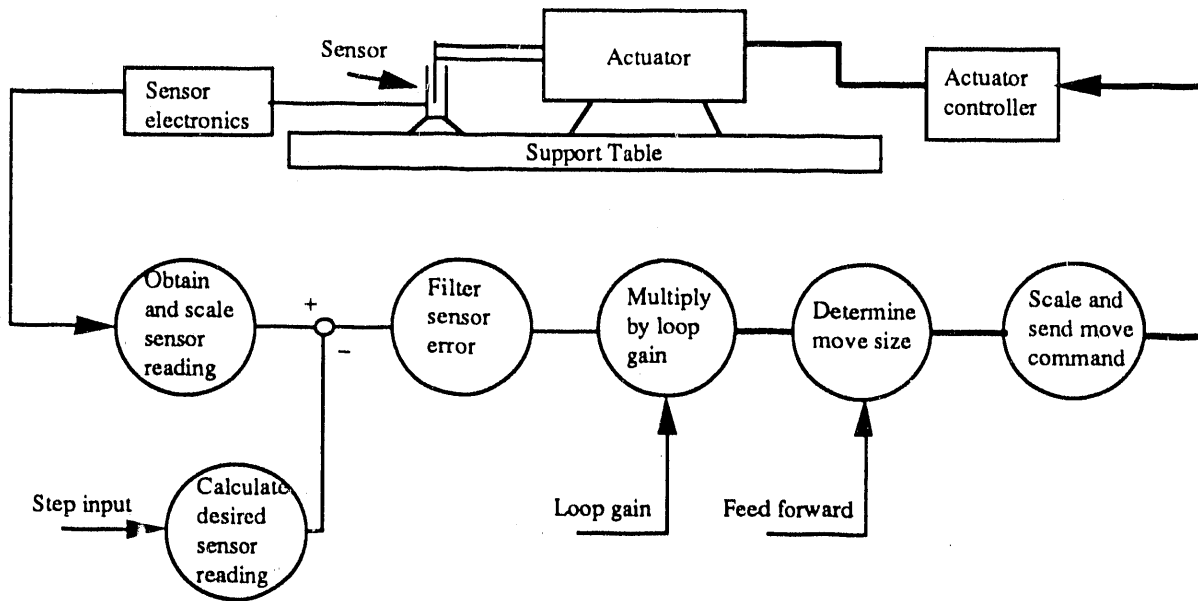 Sensor
Actuator
Sensor
electronics
Actuator
controller
Support Table
Obtain
and scale
sensor
reading
+
−
Filter
sensor
error
Multiply
by loop
gain
Determine
move size
Scale and
send move
command
Step input
Calculate
desired
sensor
reading
Loop gain
Feed forward